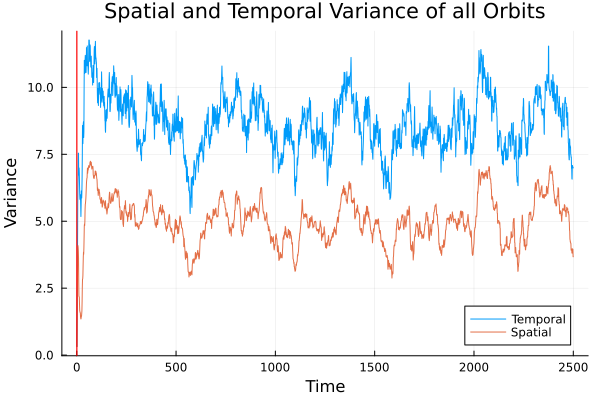 Spatial and Temporal Variance of all Orbits
Variance
10.0
7.5
5.0
2.5
0.0
Temporal
Spatial
0
500
1000
1500
2000
2500
Time